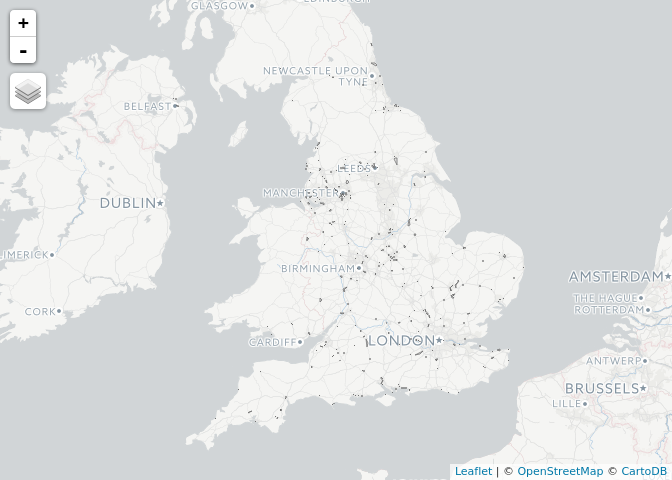 EDINBURGH
GLASGOW
+
-
NEWCASTLE UPON
TYNE
BELFAST
LEEDS
MANCHESTER
DUBLIN
LIMERICK
BIRMINGHAM
AMSTERDAM
THE HAGUE
ROTTERDAM
CORK
CARDIFF
LONDON
ANTWERP
BRUSSELS
LILLE
Leaflet | © OpenStreetMap © CartoDB